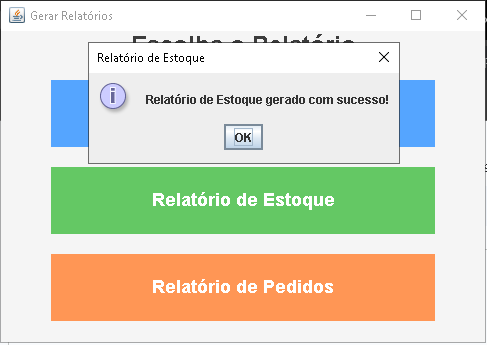 Gerar Relatórios
Escolha o Relatório
Relatório de Estoque
Relatório de Estoque gerado com sucesso!
OK
Relatório de Estoque
Relatório de Pedidos